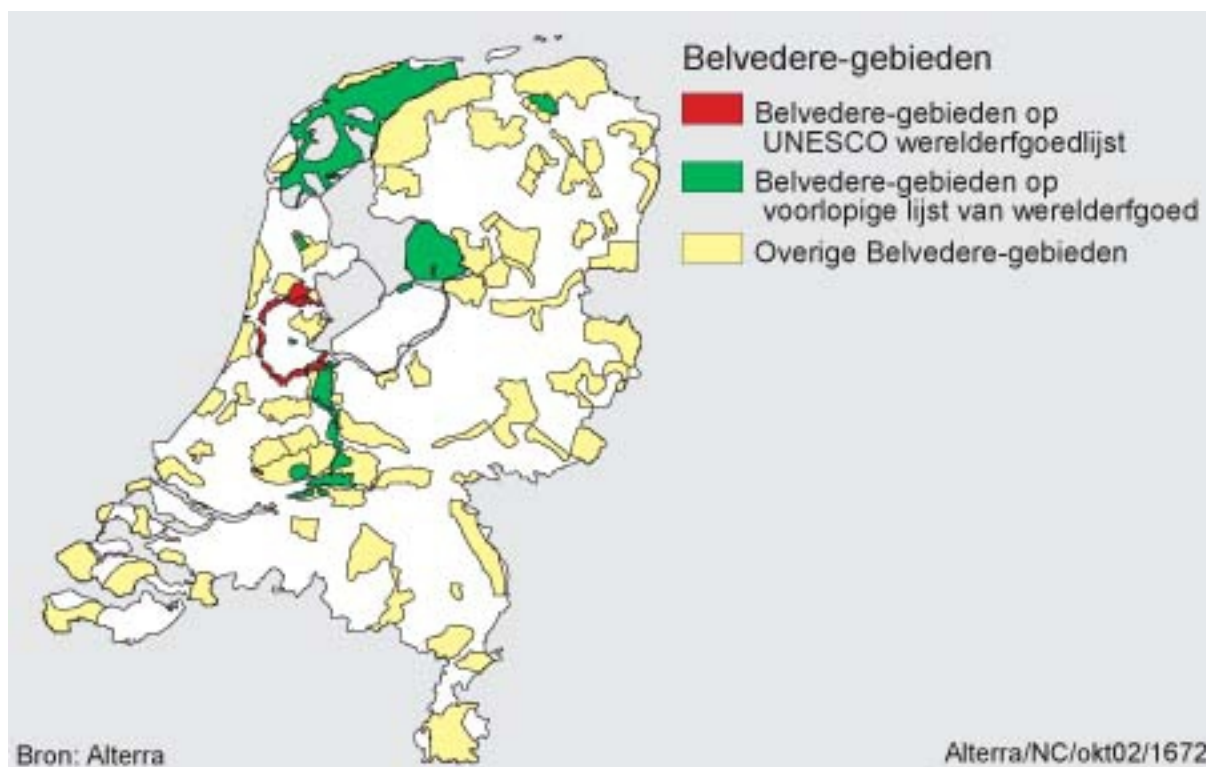 Belvedere-gebieden
Belvedere-gebieden op
UNESCO werelderfgoedlijst
Belvedere-gebieden op
voorlopige lijst van werelderfgoed
Overige Belvedere-gebieden
Bron: Alterra
Alterra/NC/okt02/1672